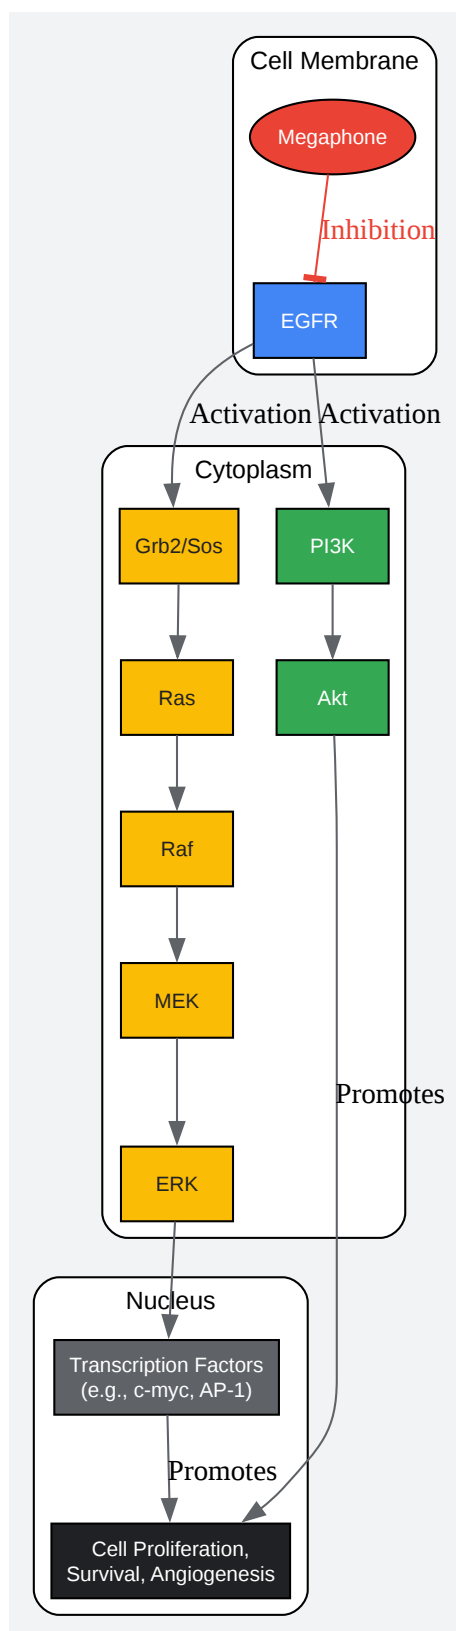 Cell Membrane
Megaphone
Inhibition
EGFR
Activation
Activation
Cytoplasm
Grb2/Sos
PI3K
Ras
Akt
Raf
MEK
Promotes
ERK
Nucleus
Transcription Factors
(e.g., c-myc, AP-1)
Promotes
Cell Proliferation,
Survival, Angiogenesis